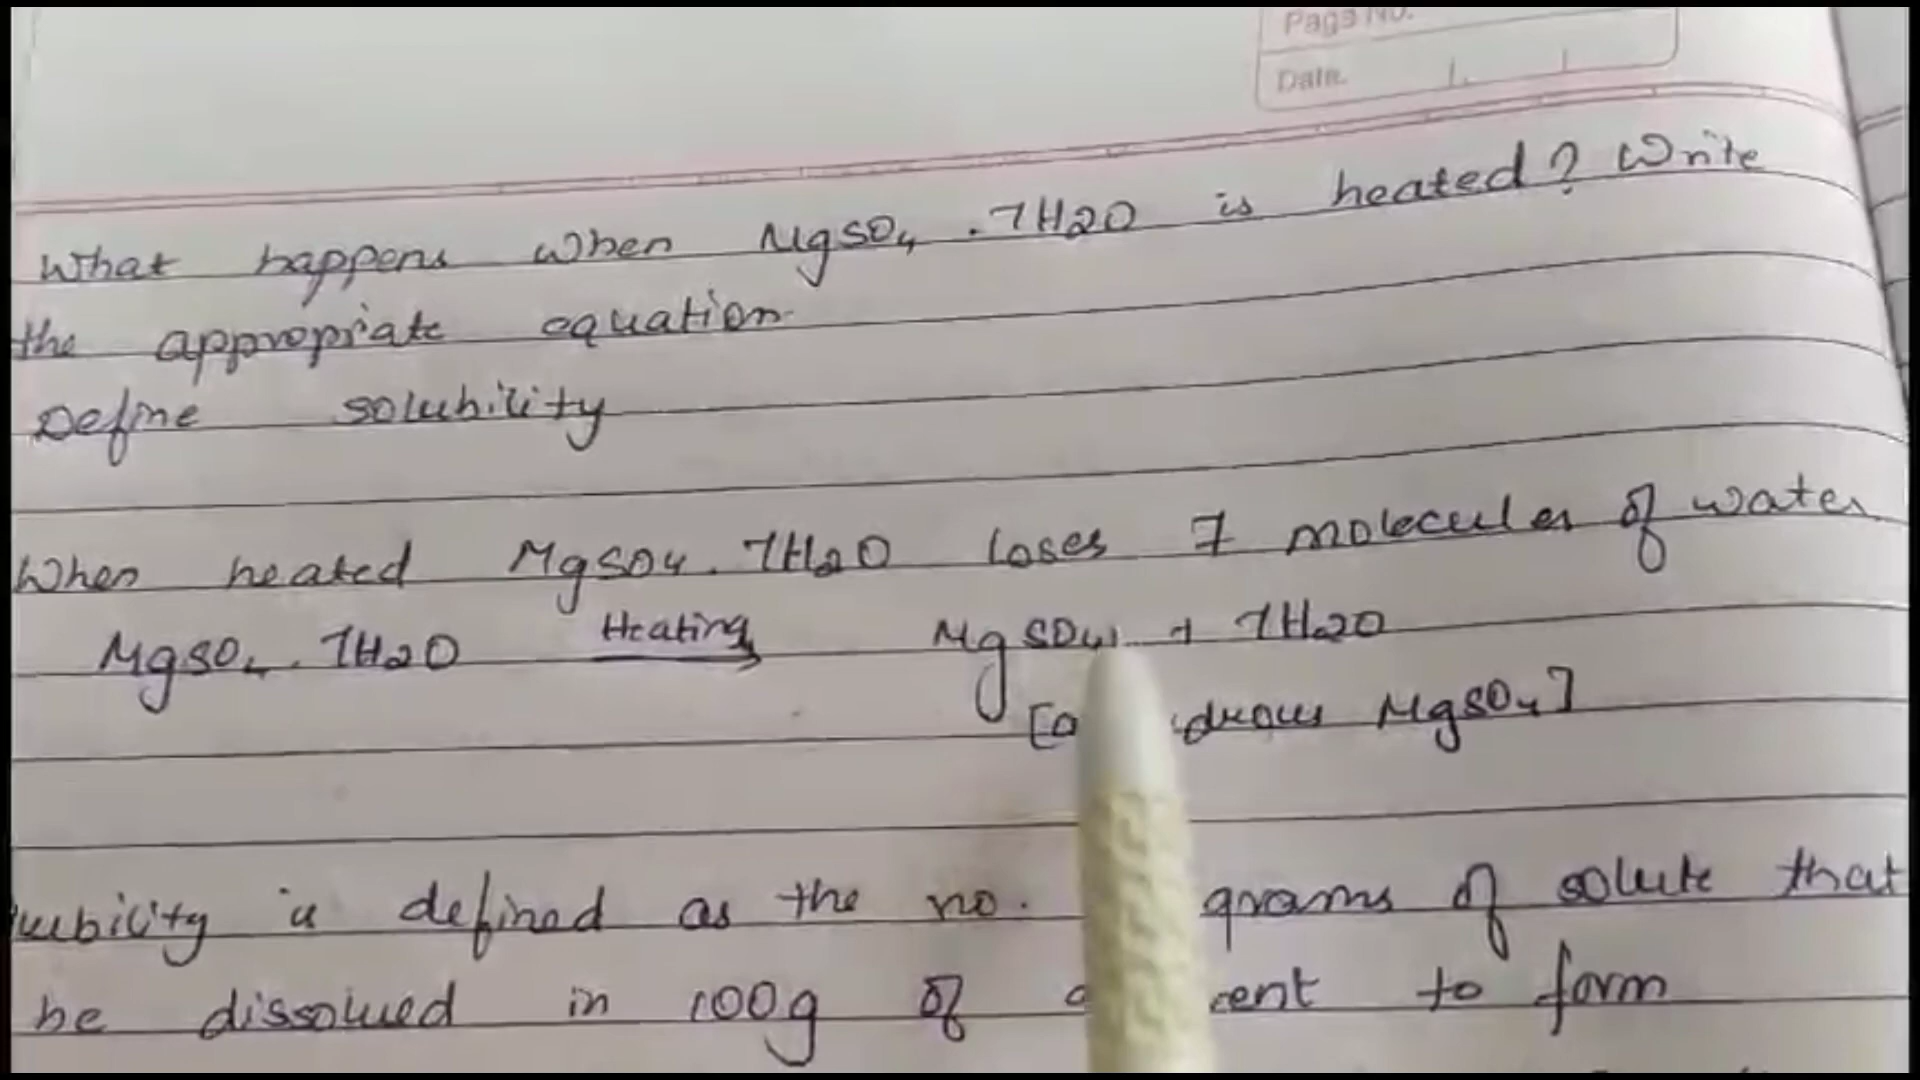 Page No.
Date
What happens when MgSO4 . 7H2O is heated? Write
the appropriate equation
Define solubility
When heated MgSO4 . 7H2O loses 7 molecules of water
MgSO4 . 7H2O Heating MgSO4 + 7H2O
drous MgSO4]
is defined as the no. grams of solute that
be dissolved in 100g of to form